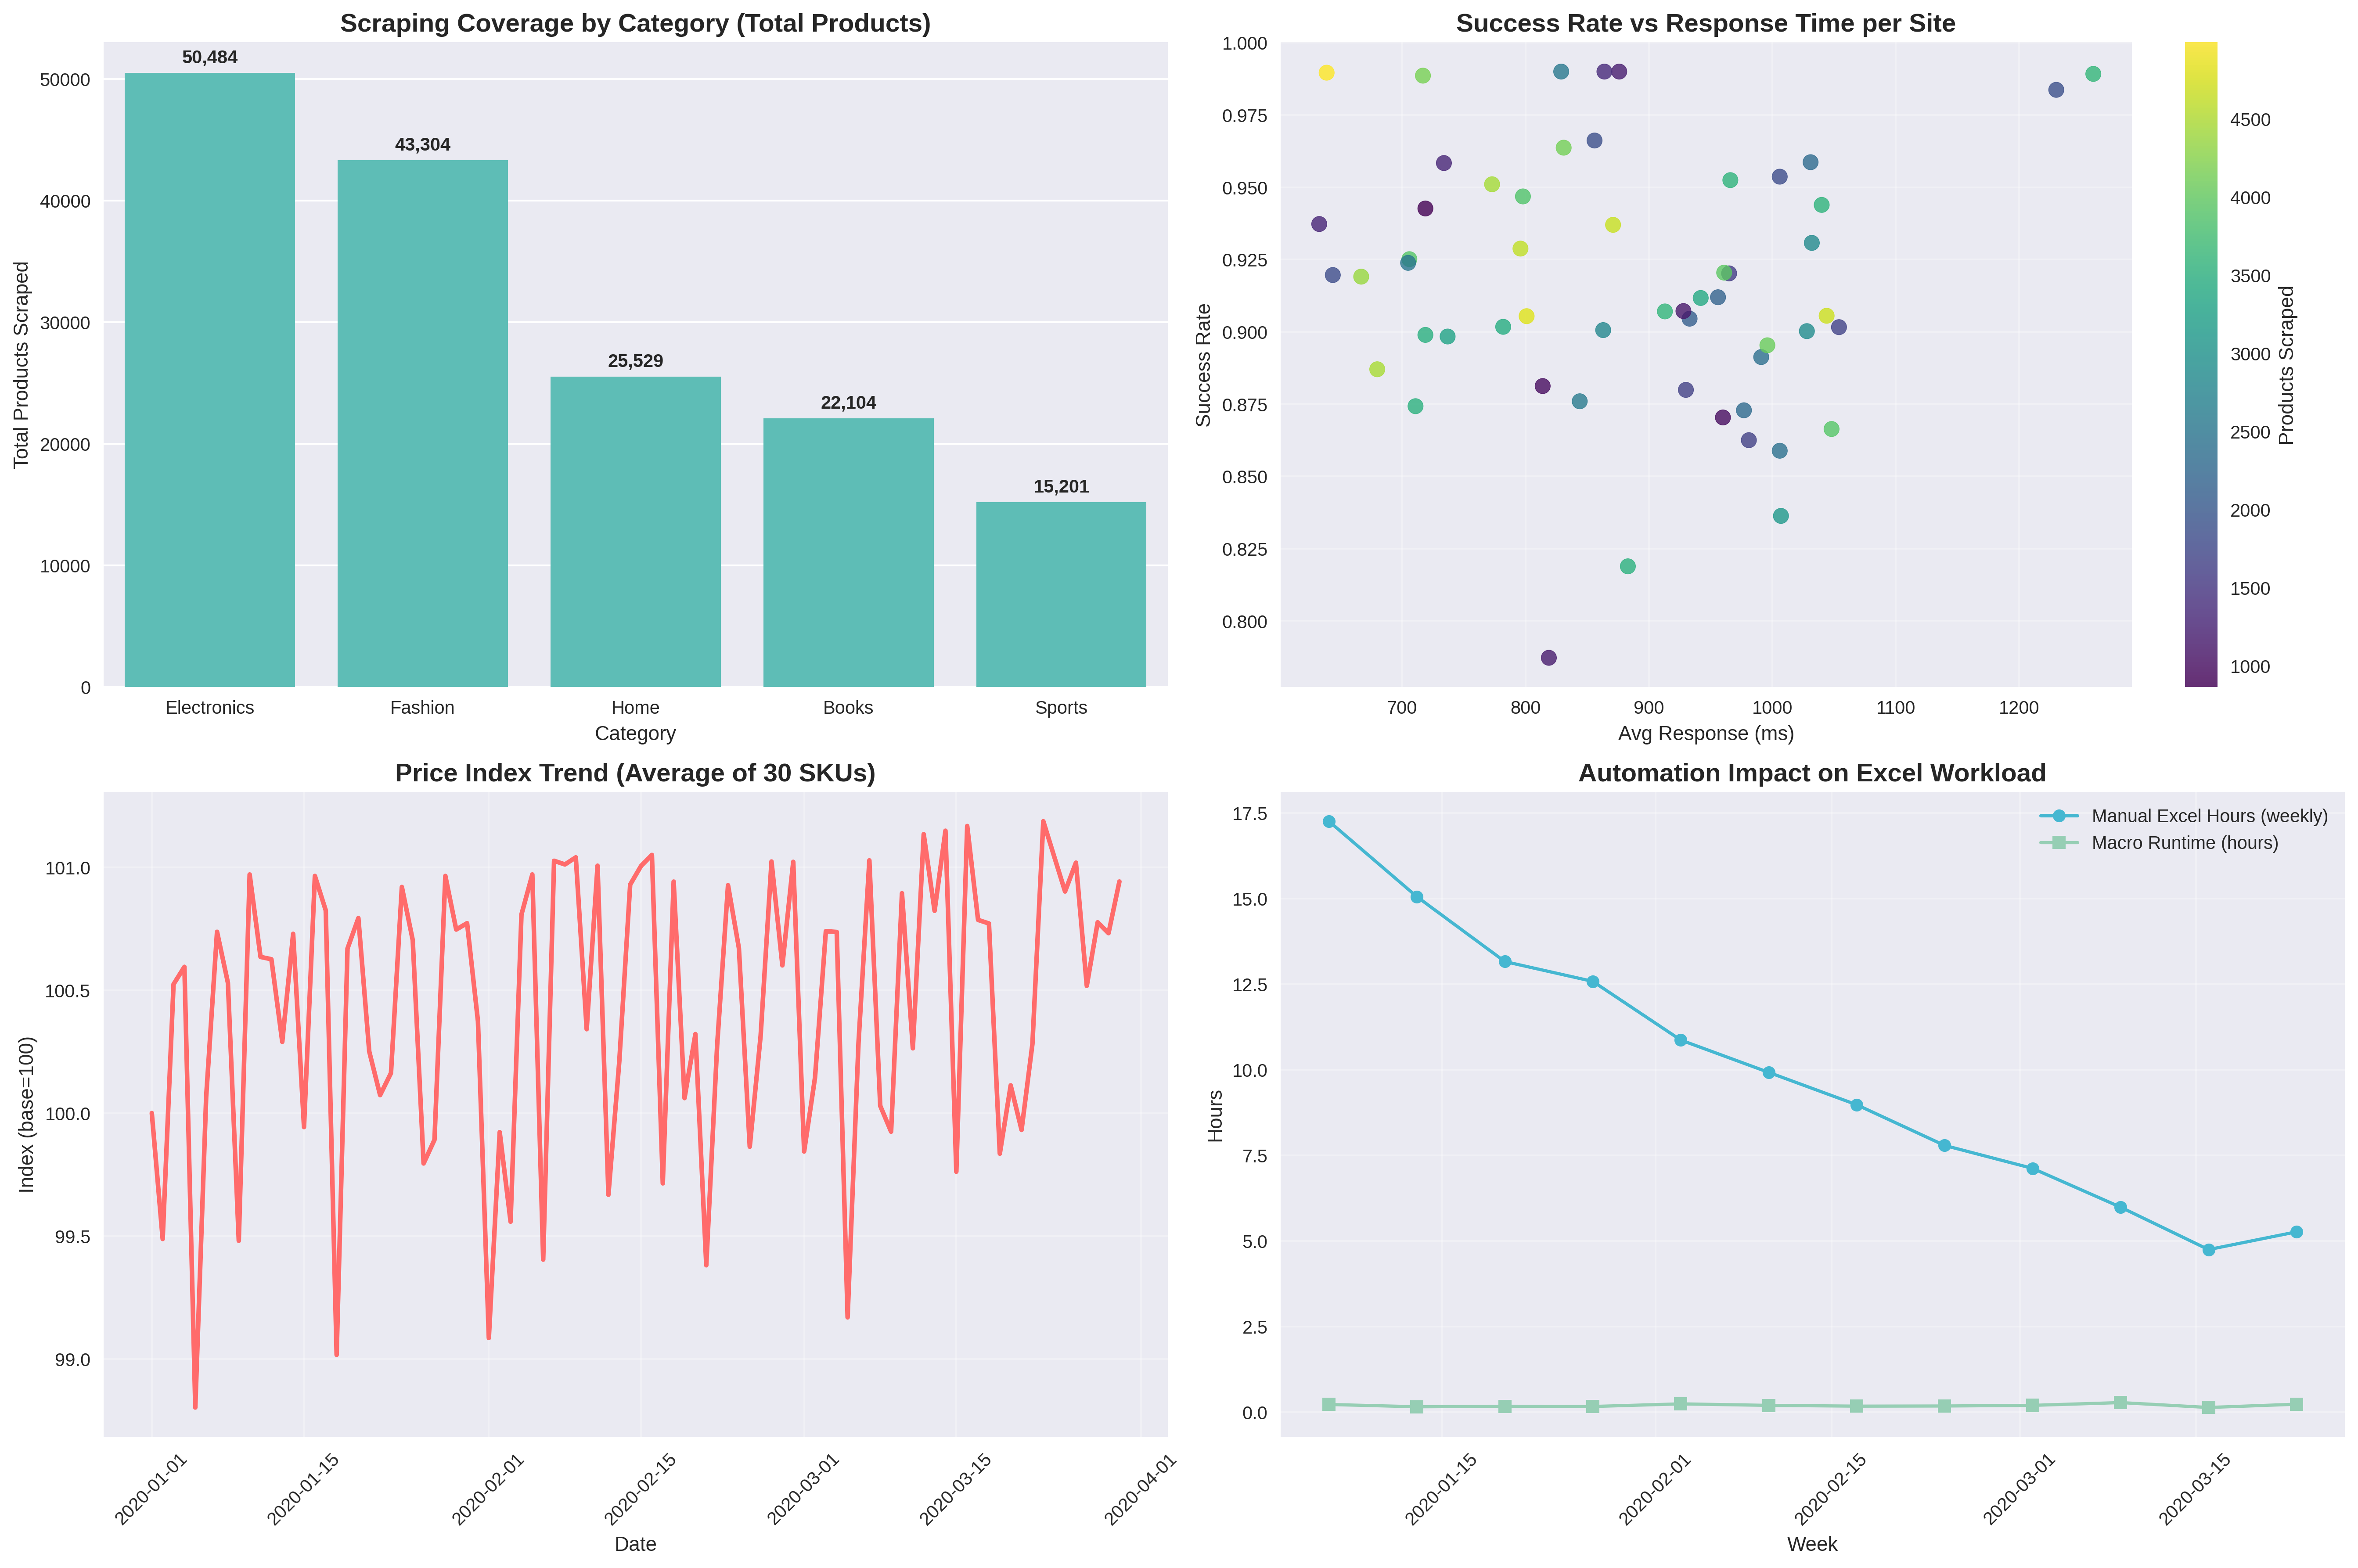 Scraping Coverage by Category (Total Products)
50,484
43,304
25,529
22,104
15,201
50000
40000
30000
20000
10000
0
Total Products Scraped
Electronics
Fashion
Home
Books
Sports
Category
Success Rate vs Response Time per Site
1.000
0.975
0.950
0.925
0.900
0.875
0.850
0.825
0.800
Success Rate
700
800
900
1000
1100
1200
Avg Response (ms)
4500
4000
3500
3000
2500
2000
1500
1000
Products Scraped
Price Index Trend (Average of 30 SKUs)
101.0
100.5
100.0
99.5
99.0
Index (base=100)
2020-01-01
2020-01-15
2020-02-01
2020-02-15
2020-03-01
2020-03-15
2020-04-01
Date
Automation Impact on Excel Workload
Manual Excel Hours (weekly)
Macro Runtime (hours)
17.5
15.0
12.5
10.0
7.5
5.0
2.5
0.0
Hours
2020-01-15
2020-02-01
2020-02-15
2020-03-01
2020-03-15
Week